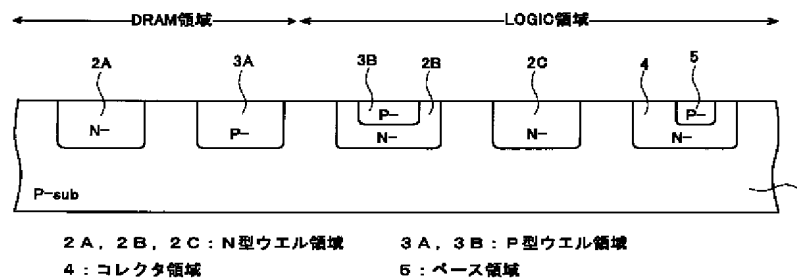 DRAM領域 LOGIC領域
2A 3A 3B 2B 2C 4 5
P- P-
N- P- N- N- N-
P-sub
2A, 2B, 2C:N型ウエル領域 3A, 3B:P型ウエル領域
4:コレクタ領域 5:ベース領域